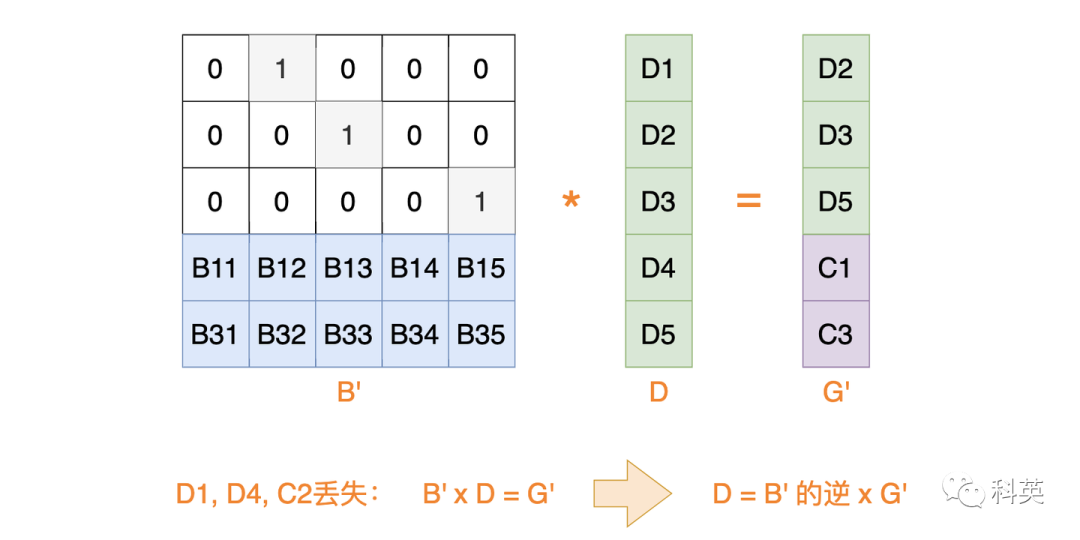 0 1 0 0 0 D1 D2
0 0 1 0 0 D2 D3
0 0 0 0 1 * D3 = D5
B11 B12 B13 B14 B15 D4 C1
B31 B32 B33 B34 B35 D5 C3
B' D G'
D1, D4, C2丢失： B' x D = G' D = B' 的逆 x G' 科英